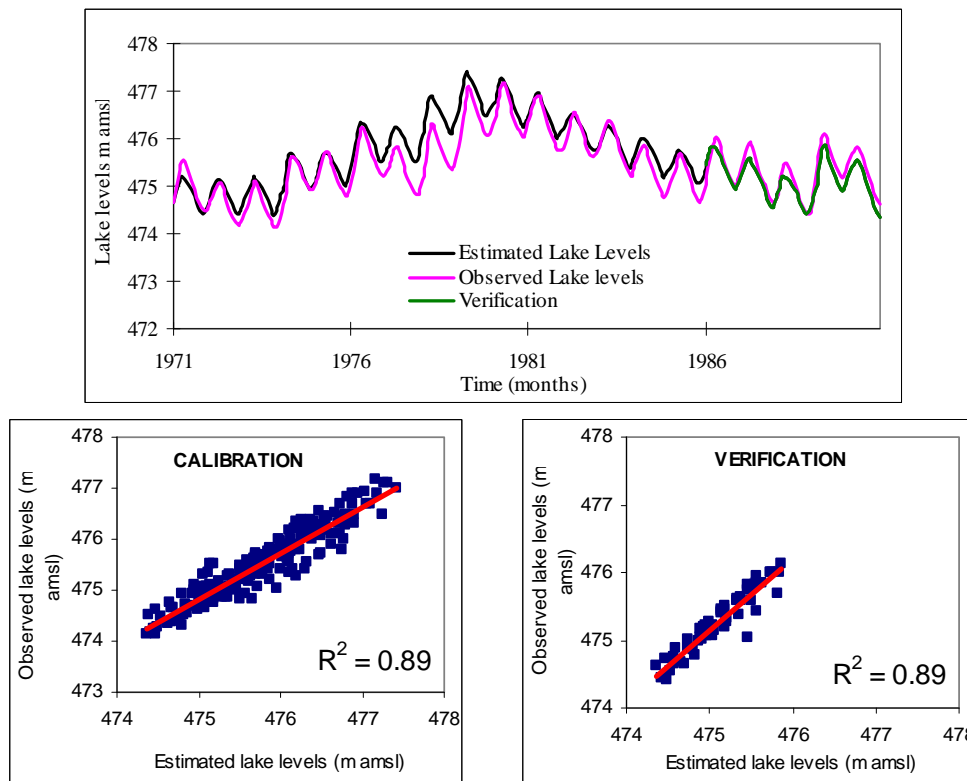 478
477
476
475
474
473
472
Lake levels m amsl
Estimated Lake Levels
Observed Lake levels
Verification
1971
1976
1981
1986
Time (months)
CALIBRATION
478
477
476
475
474
473
Observed lake levels (m
amsl)
R² = 0.89
474
475
476
477
478
Estimated lake levels (m amsl)
VERIFICATION
478
477
476
475
474
Observed lake levels (m
amsl)
R² = 0.89
474
475
476
477
478
Estimated lake levels (m amsl)